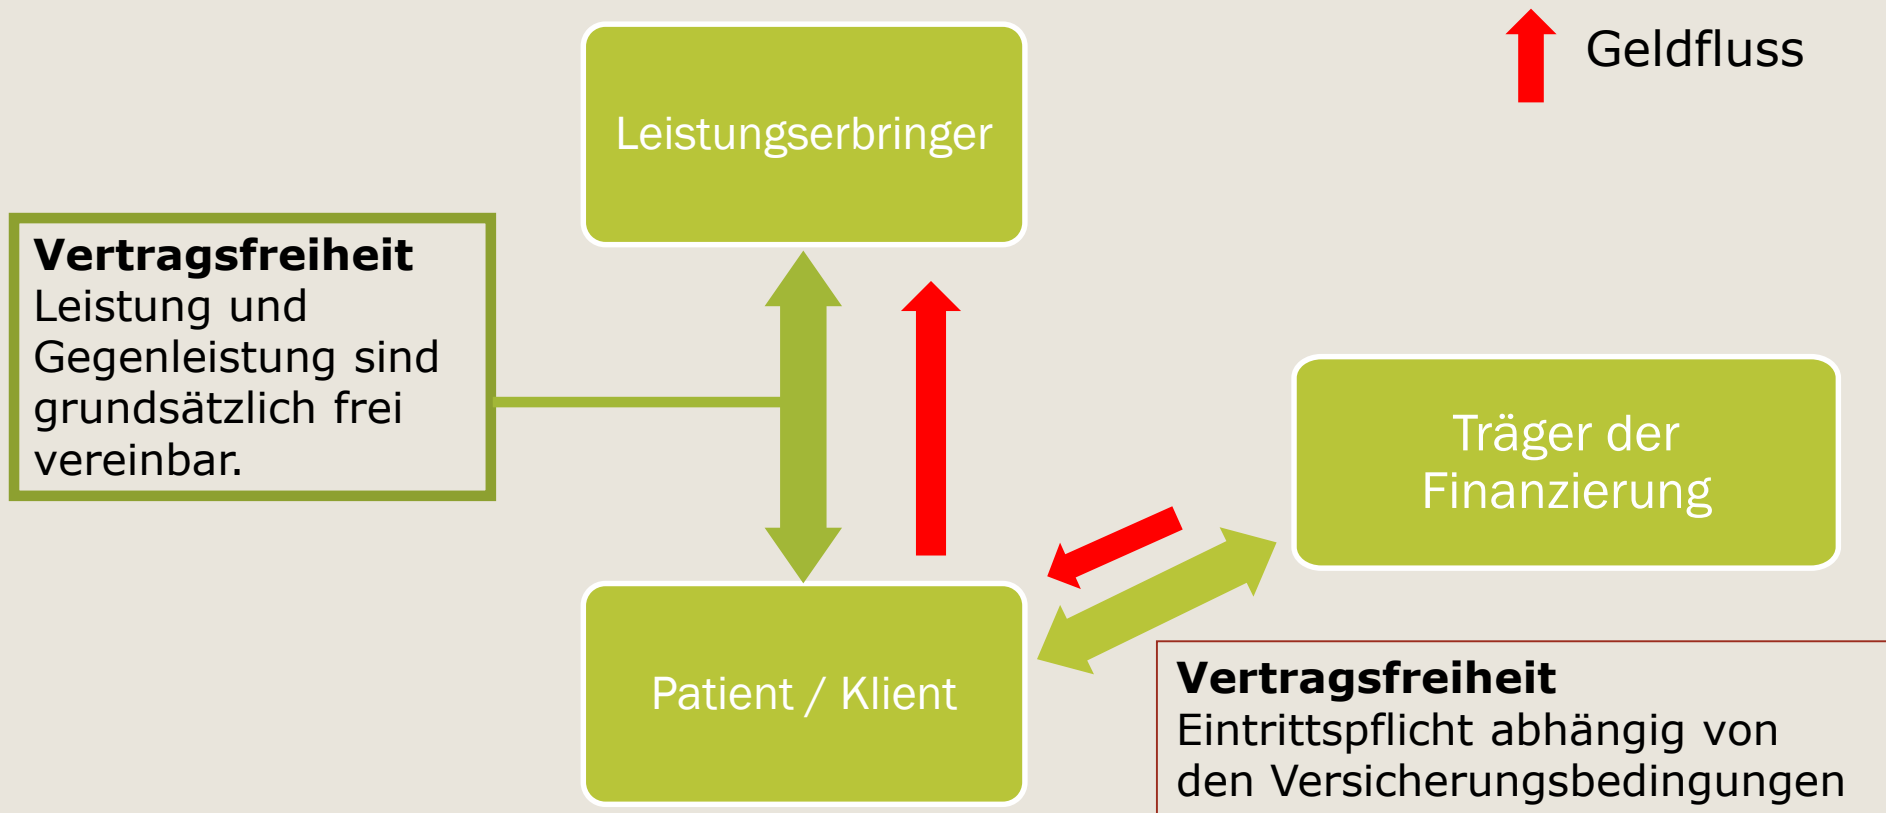 Geldfluss
Leistungserbringer
Vertragsfreiheit
Leistung und
Gegenleistung sind
grundsätzlich frei
vereinbar.
Träger der
Finanzierung
Patient / Klient
Vertragsfreiheit
Eintrittspflicht abhängig von
den Versicherungsbedingungen